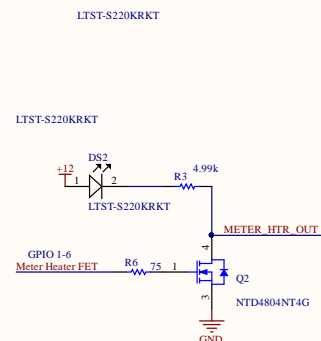 LTST-S220KRKT
LTST-S220KRKT
DS2
+12
1
2
R3
4.99k
LTST-S220KRKT
METER_HTR_OUT
4
GPIO 1-6
Meter Heater FET
R6
75
1
Q2
3
NTD4804NT4G
GND